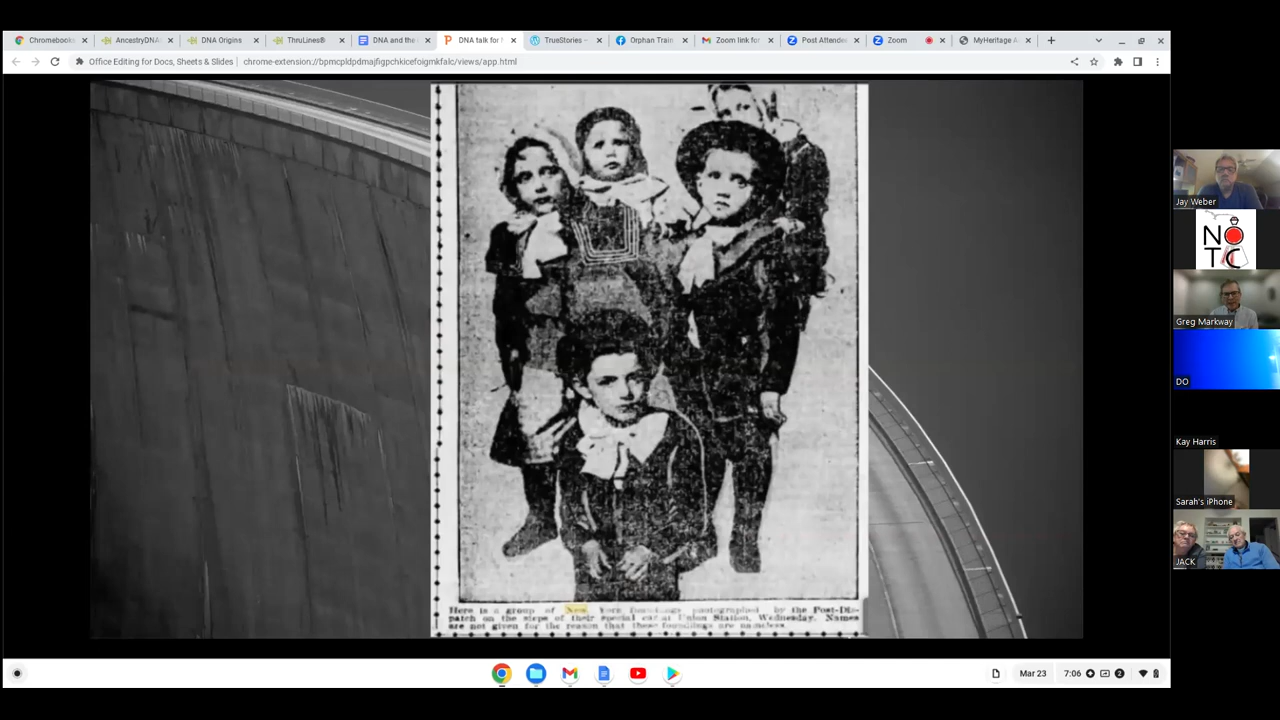 Chromebooks
AncestryDNA
DNA Origins
ThruLines®
DNA and the
DNA talk for
TrueStories –
Orphan Train
Zoom link for
Post Attende
Zoom
MyHeritage A
Office Editing for Docs, Sheets & Slides
chrome-extension://bpmcpldpdmajfigpchkicefoigmkfalc/views/app.html
Jay Weber
NO
TC
Greg Markway
DO
Kay Harris
Sarah's iPhone
JACK
Here is a group of New York foundlings photographed by the Post-Dis-
patch on the steps of their special car at Union Station, Wednesday. Names
are not given for the reason that these foundlings are nameless.
Mar 23
7:06
2